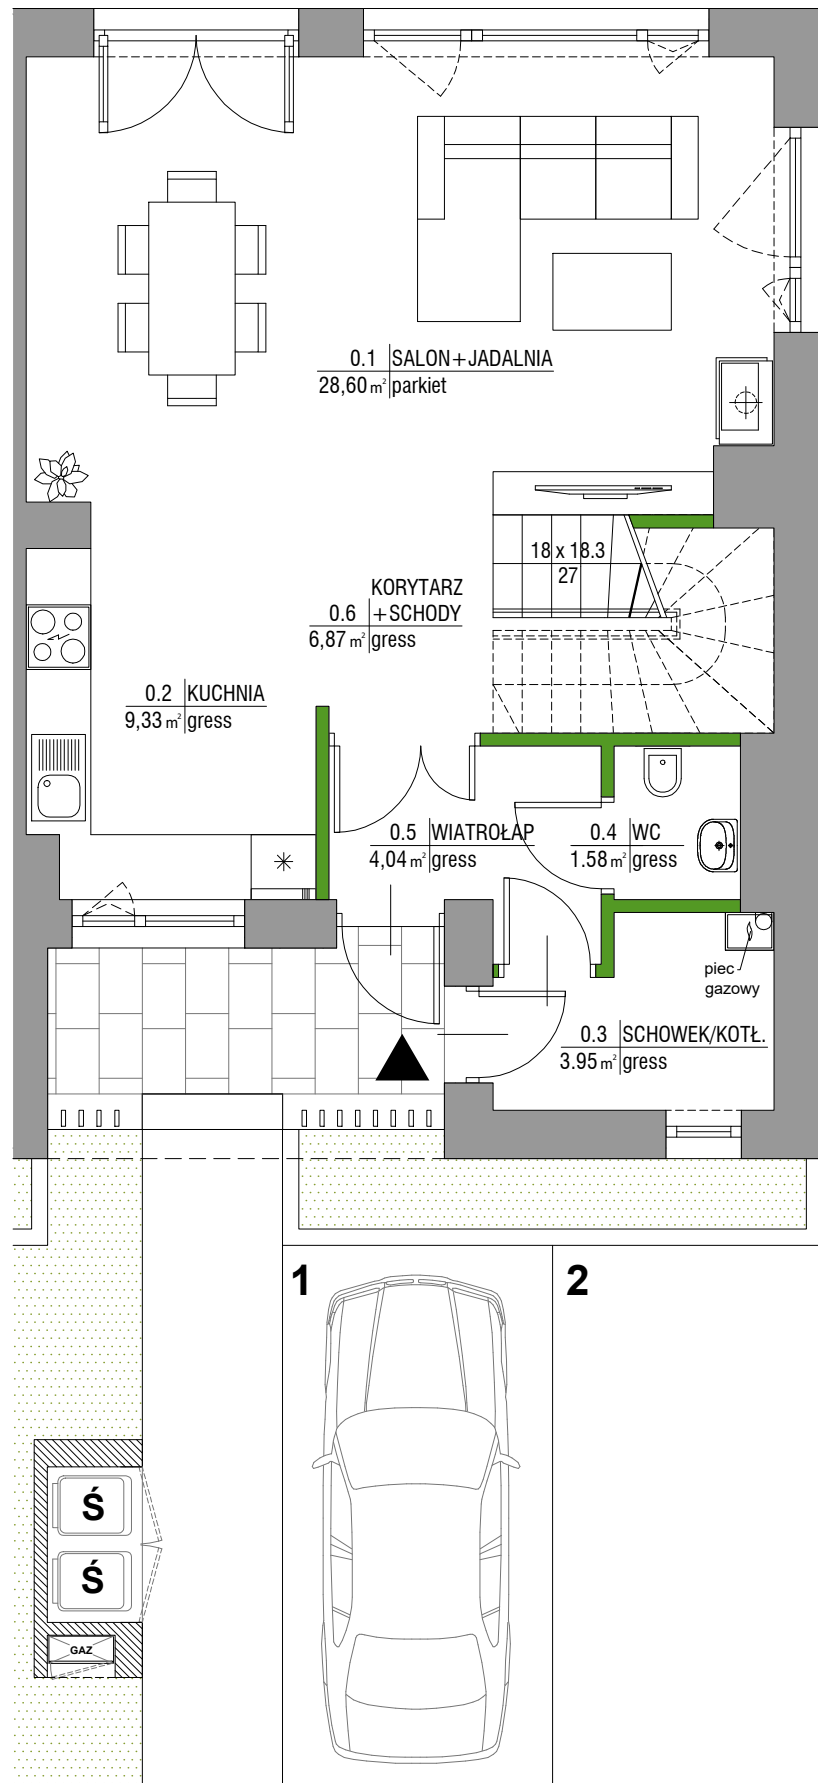 0.1 SALON+JADALNIA
28,60 m² parkiet
18 x 18.3
27
KORYTARZ
0.6 +SCHODY
6,87 m² gress
0.2 KUCHNIA
9,33 m² gress
0.5 WIATROŁAP
4,04 m² gress
0.4 WC
1.58 m² gress
piec
gazowy
0.3 SCHOWEK/KOTŁ.
3.95 m² gress
1
2
Ś
Ś
GAZ